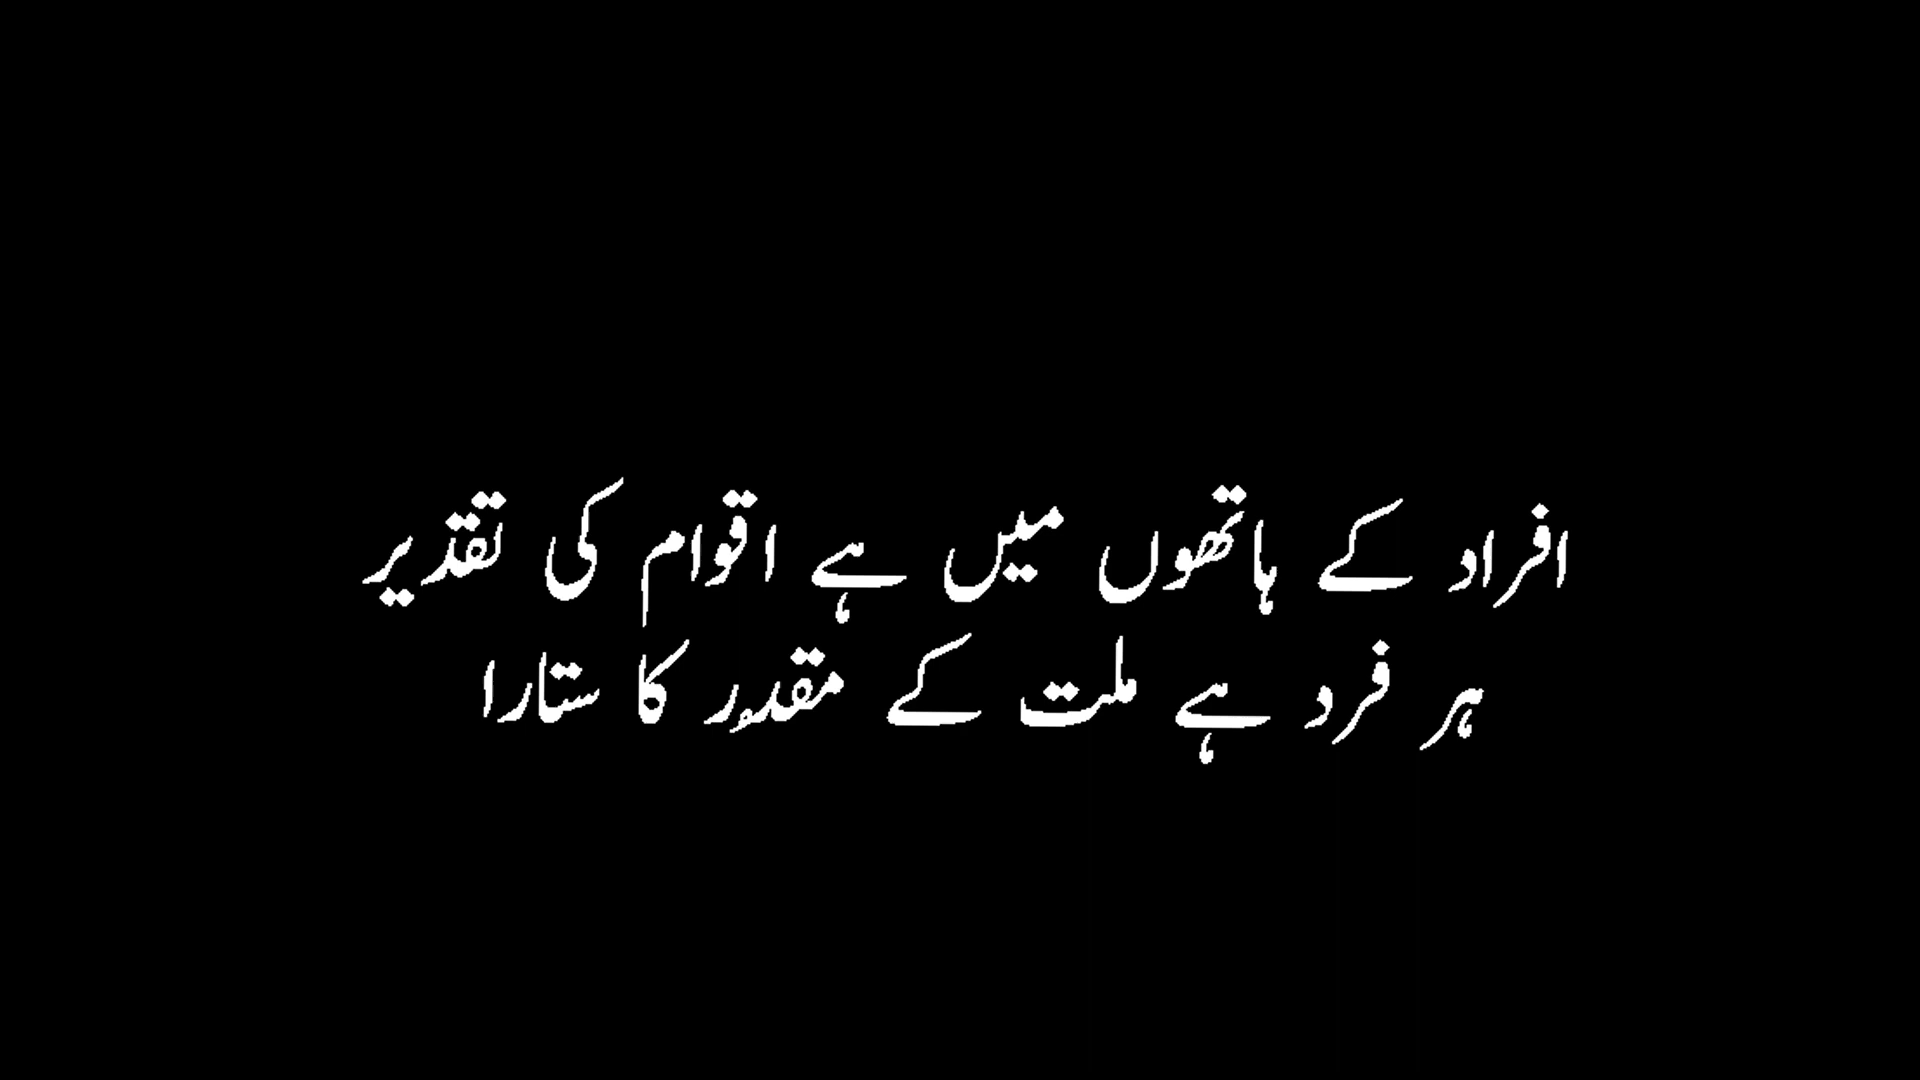 افراد کے ہاتھوں میں ہے اقوام کی تقدیر
ہر فرد ہے ملت کے مقدر کا ستارا